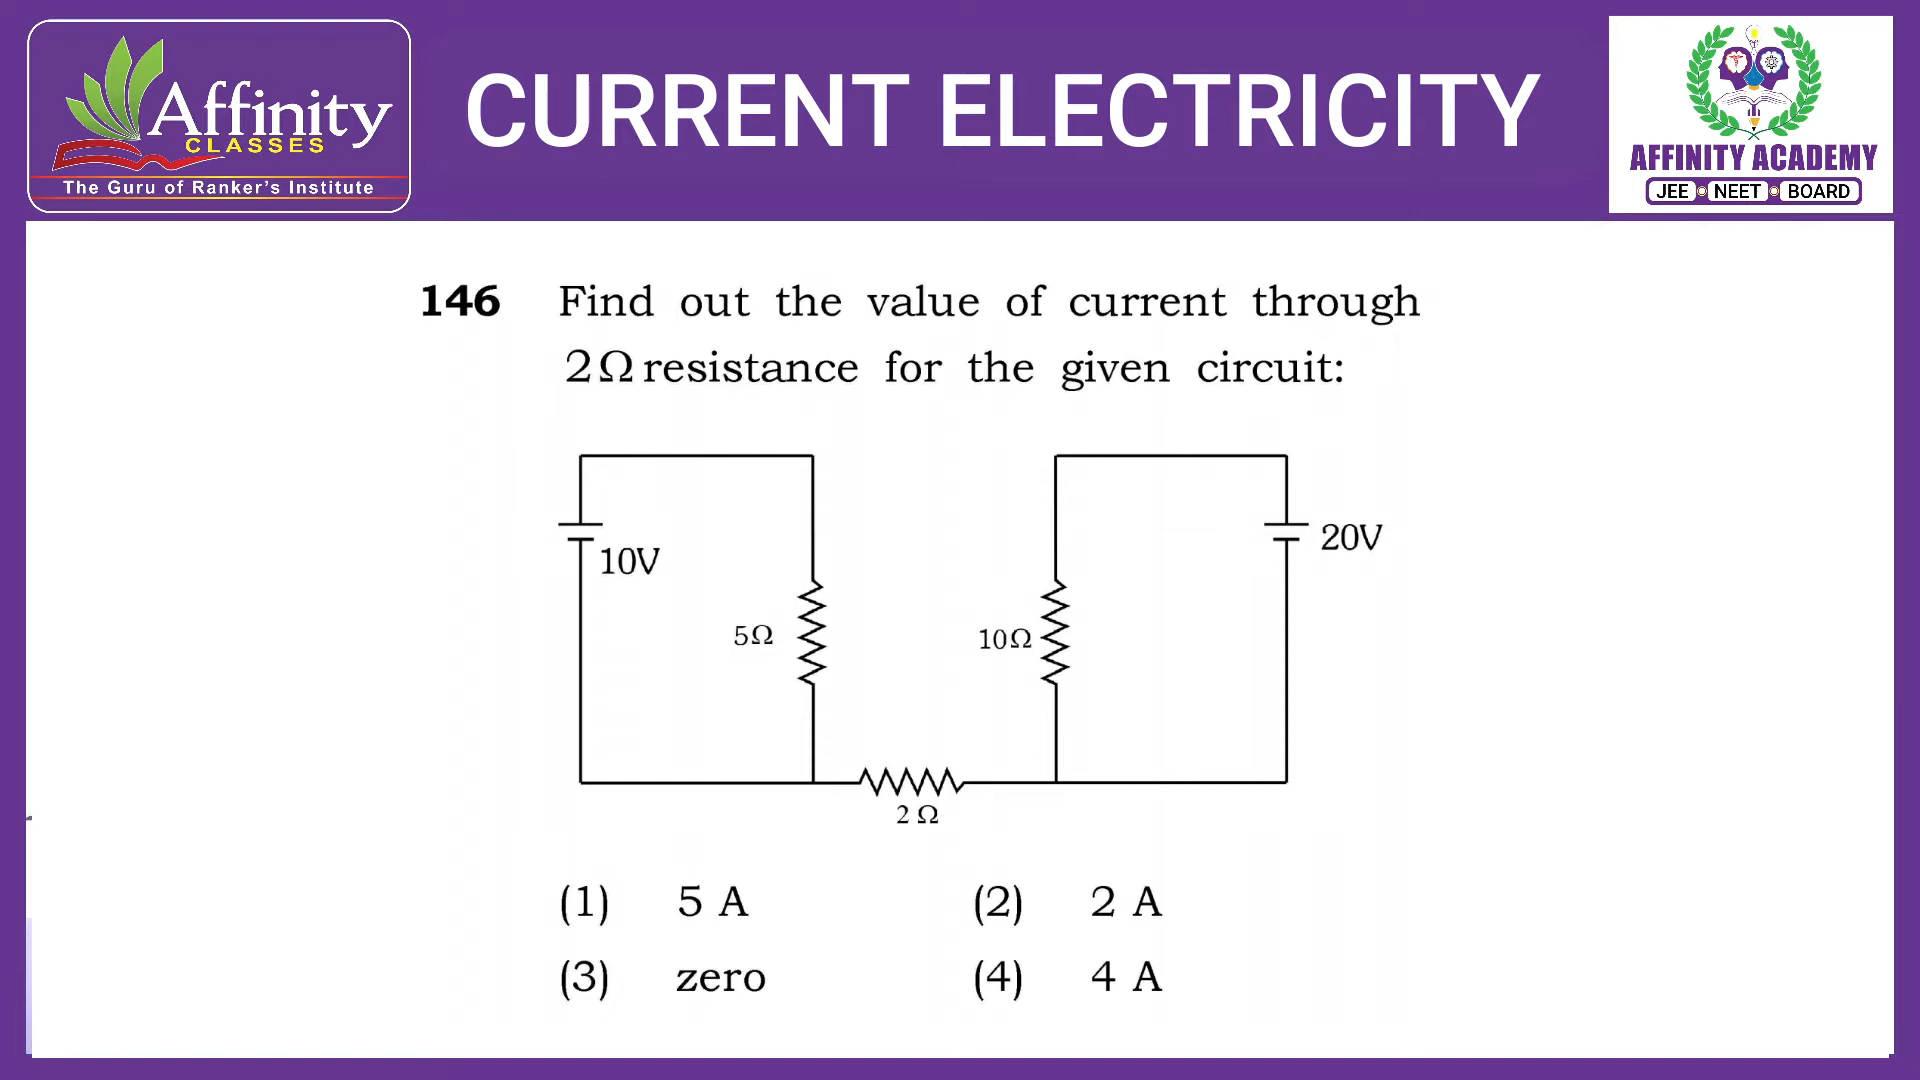 Affinity
CLASSES
The Guru of Ranker's Institute
CURRENT ELECTRICITY
AFFINITY ACADEMY
JEE NEET BOARD
146 Find out the value of current through
2Ω resistance for the given circuit:
10V
20V
5Ω
10Ω
2 Ω
(1) 5 A (2) 2 A
(3) zero (4) 4 A